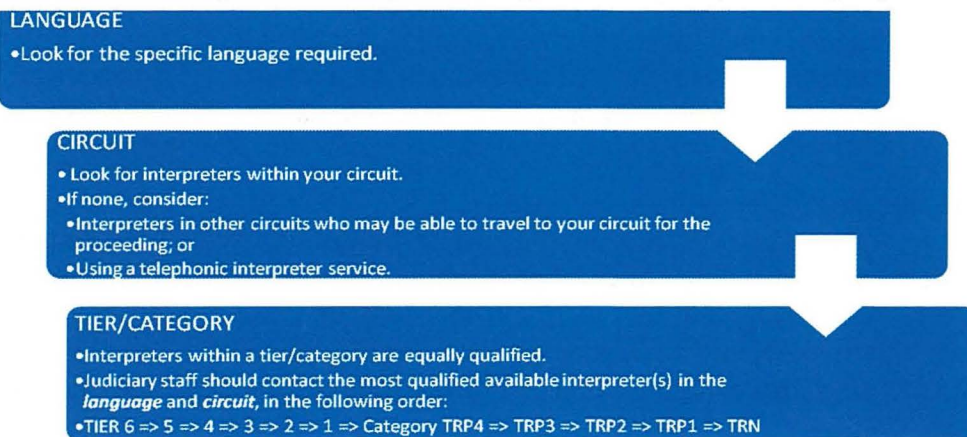 LANGUAGE
•Look for the specific language required.
CIRCUIT
• Look for interpreters within your circuit.
•If none, consider:
•Interpreters in other circuits who may be able to travel to your circuit for the
proceeding; or
•Using a telephonic interpreter service.
TIER/CATEGORY
•Interpreters within a tier/category are equally qualified.
•Judiciary staff should contact the most qualified available interpreter(s) in the
language and circuit, in the following order:
•TIER 6 => 5 => 4 => 3 => 2 => 1 => Category TRP4 => TRP3 => TRP2 => TRP1 => TRN